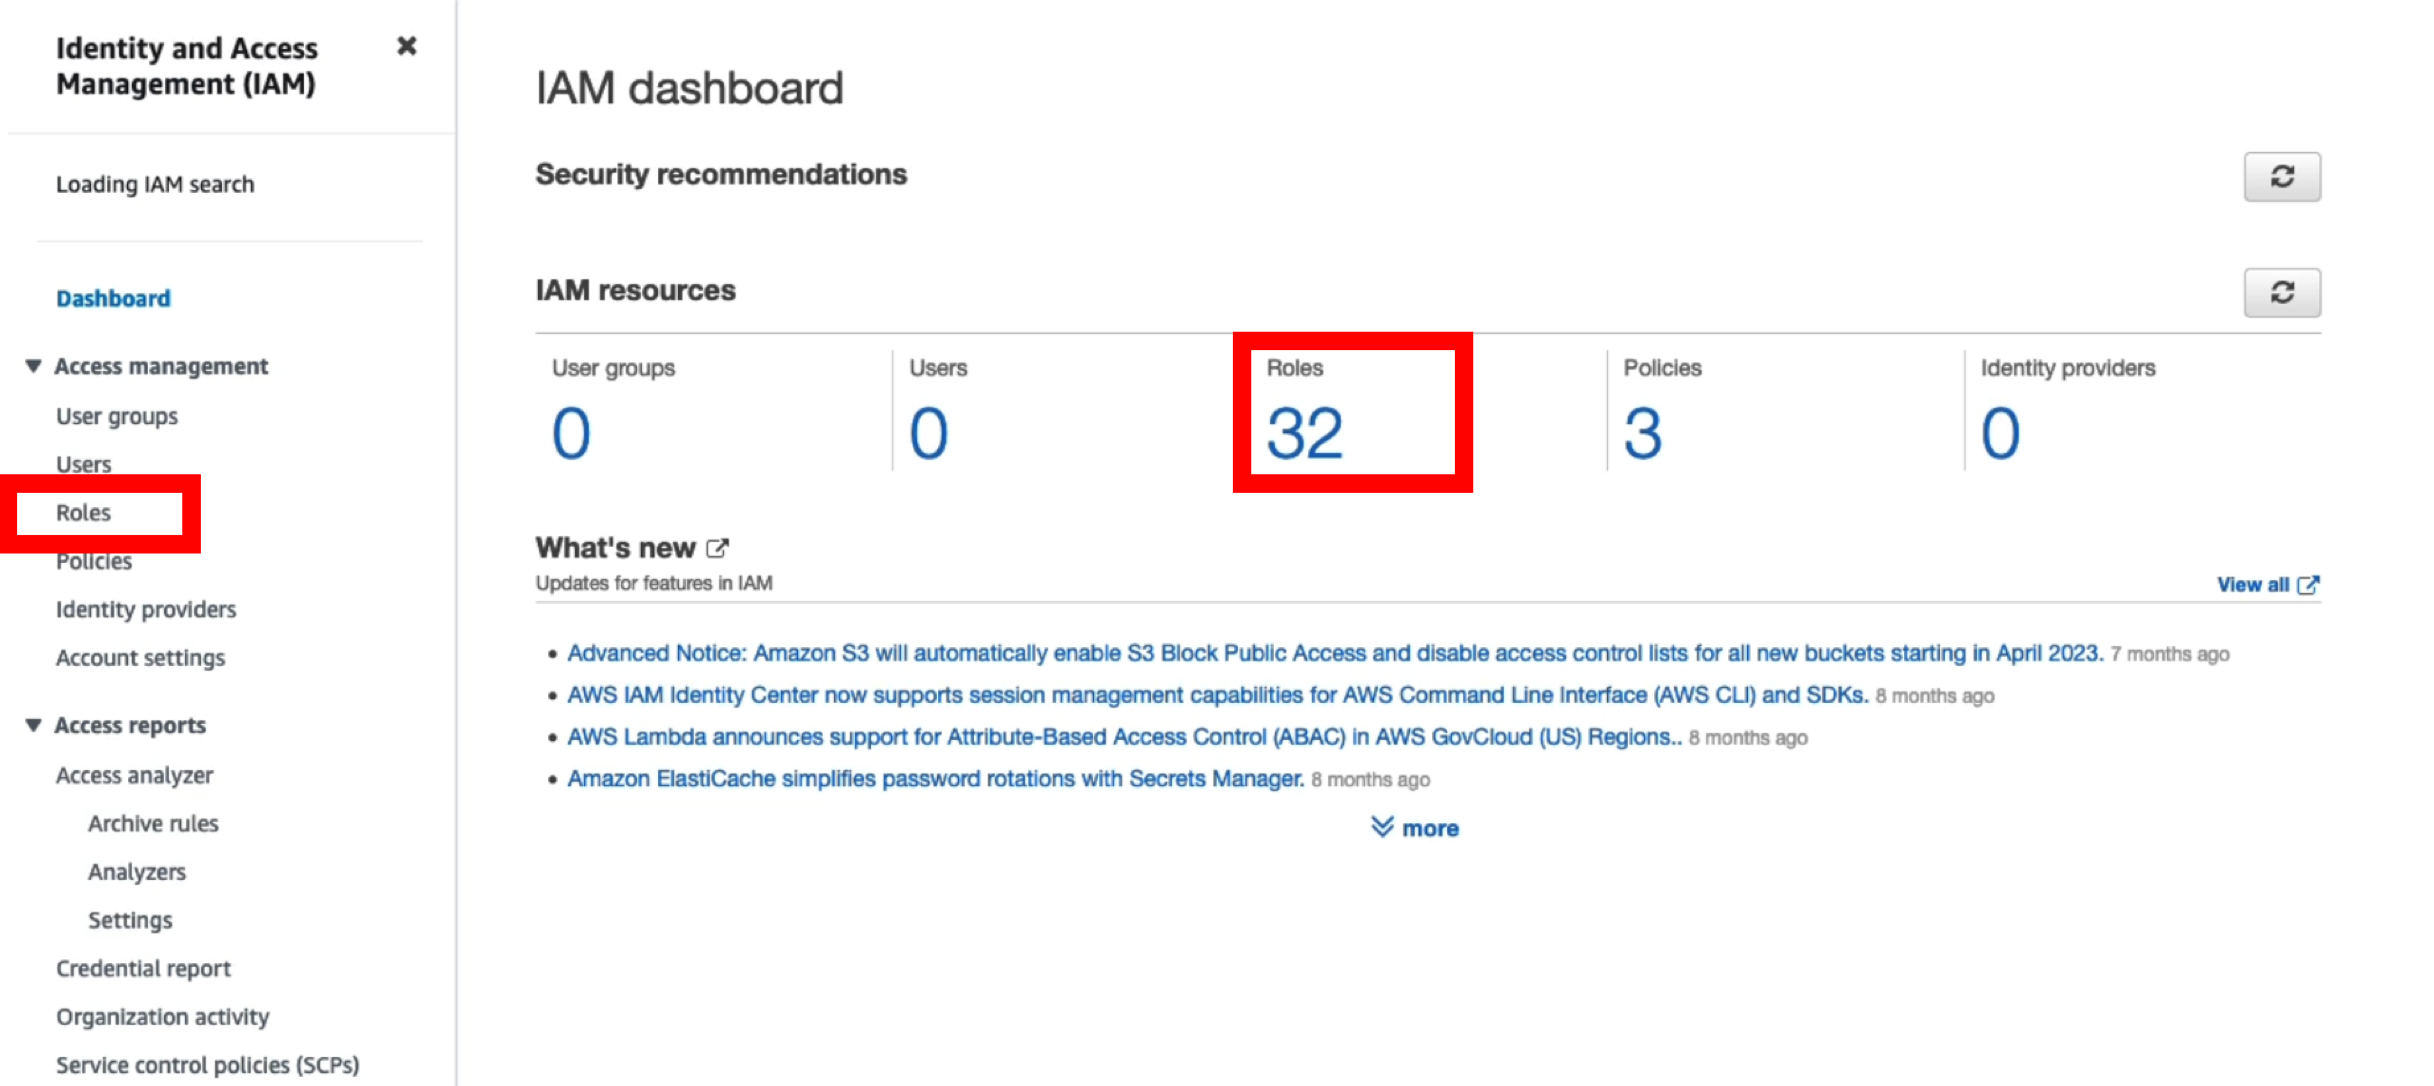 Identity and Access
Management (IAM)
Loading IAM search
Dashboard
Access management
User groups
Users
Roles
Policies
Identity providers
Account settings
Access reports
Access analyzer
Archive rules
Analyzers
Settings
Credential report
Organization activity
Service control policies (SCPs)
IAM dashboard
Security recommendations
IAM resources
User groups
0
Users
0
Roles
32
Policies
3
Identity providers
0
What's new
Updates for features in IAM
View all
Advanced Notice: Amazon S3 will automatically enable S3 Block Public Access and disable access control lists for all new buckets starting in April 2023. 7 months ago
AWS IAM Identity Center now supports session management capabilities for AWS Command Line Interface (AWS CLI) and SDKs. 8 months ago
AWS Lambda announces support for Attribute-Based Access Control (ABAC) in AWS GovCloud (US) Regions.. 8 months ago
Amazon ElastiCache simplifies password rotations with Secrets Manager. 8 months ago
more